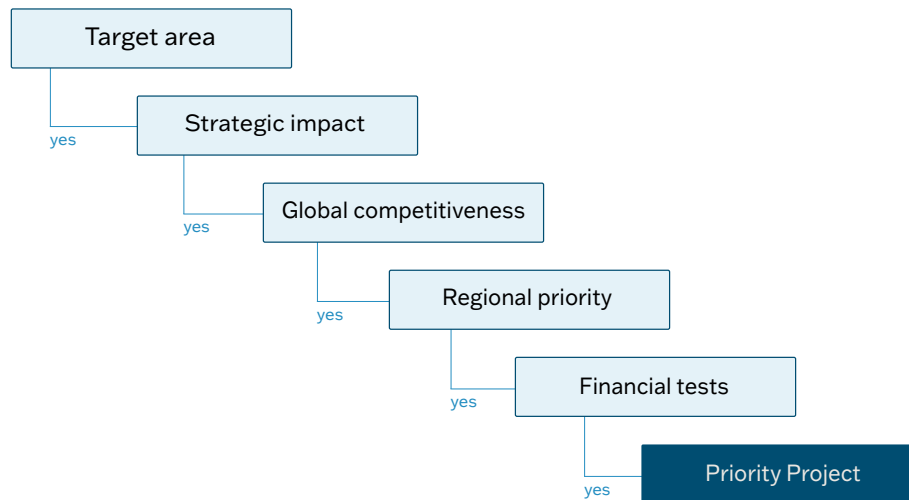 Target area
yes
Strategic impact
yes
Global competitiveness
yes
Regional priority
yes
Financial tests
yes
Priority Project